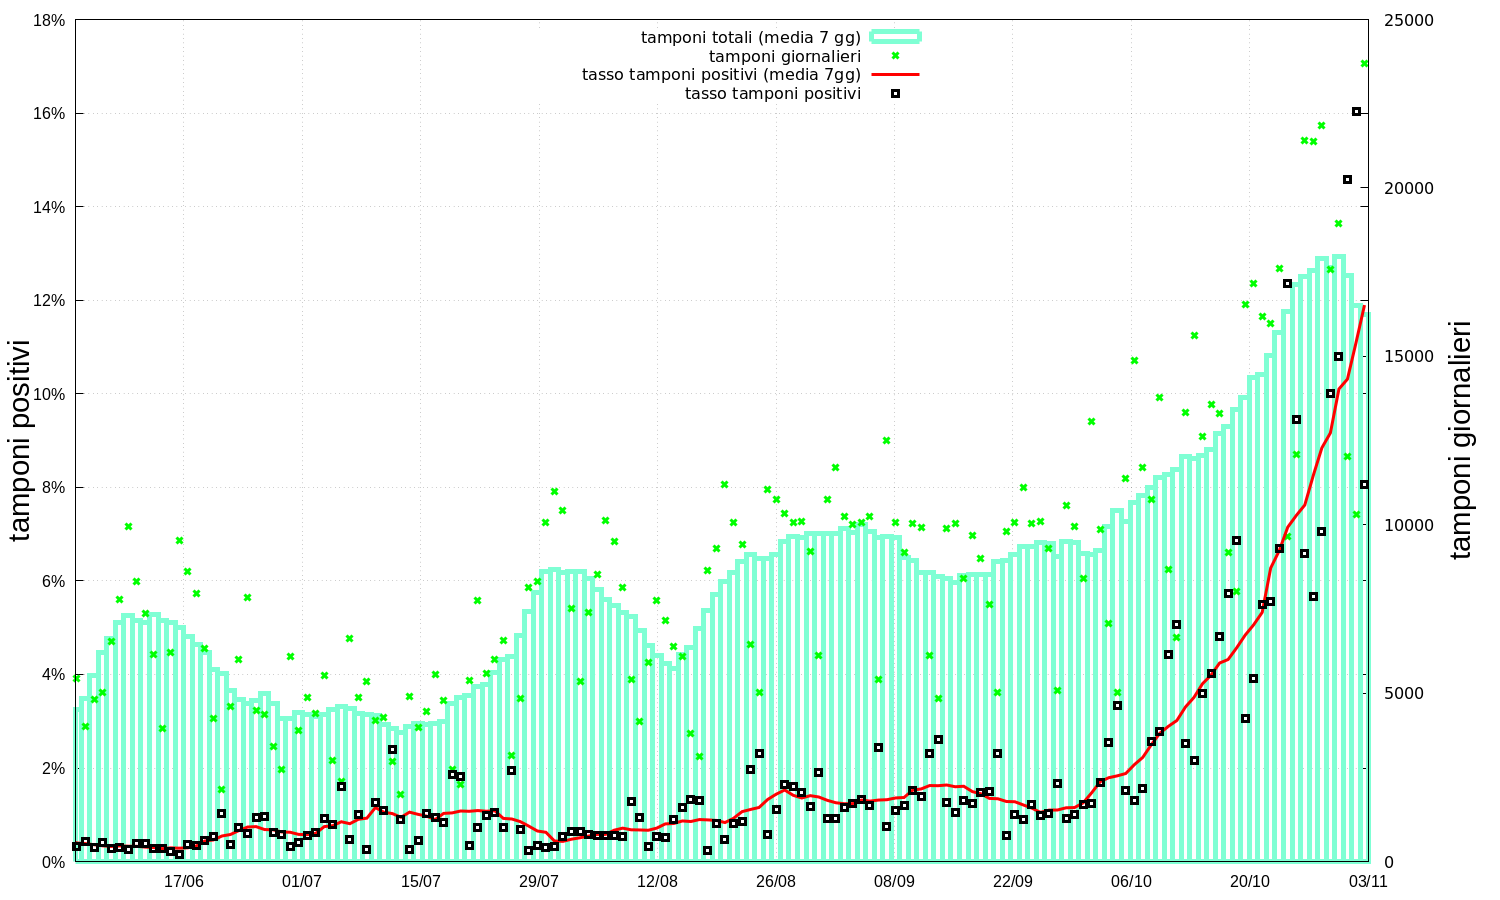 tamponi totali (media 7 gg)
tamponi giornalieri
tasso tamponi positivi (media 7gg)
tasso tamponi positivi
18%
16%
14%
12%
10%
8%
6%
4%
2%
0%
tamponi positivi
25000
20000
15000
10000
5000
0
tamponi giornalieri
17/06 01/07 15/07 29/07 12/08 26/08 08/09 22/09 06/10 20/10 03/11